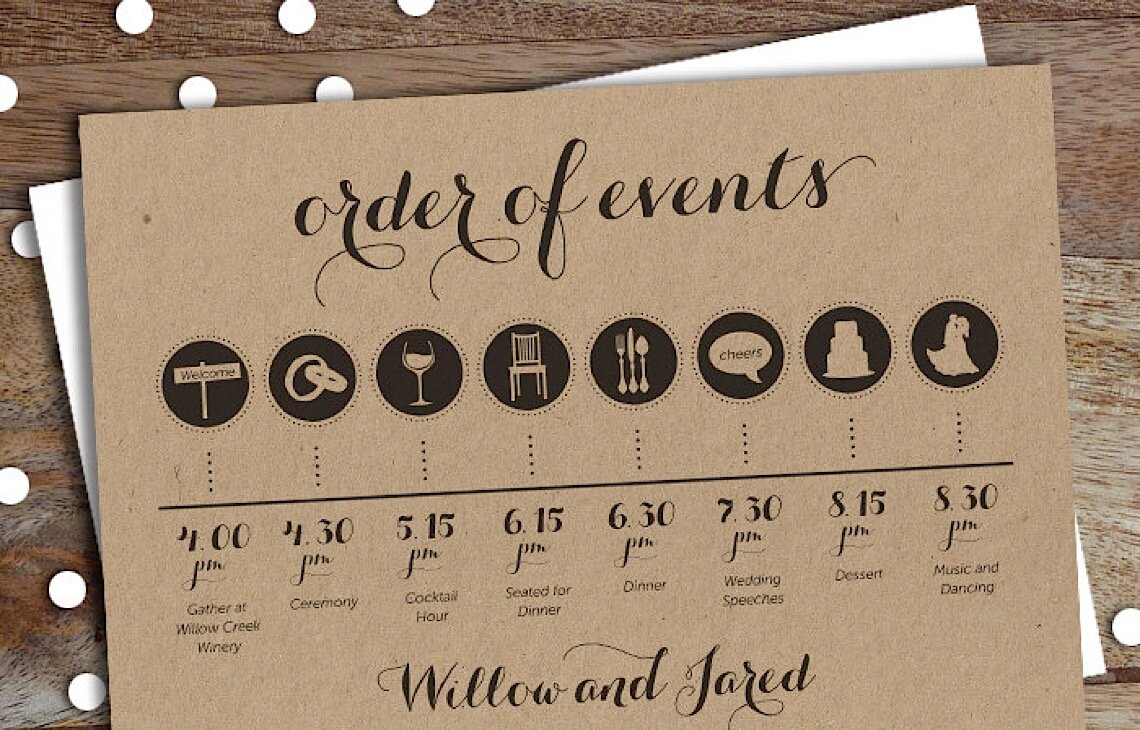 order of events
Welcome
cheers
4.00 4.30 5.15 6.15 6.30 7.30 8.15 8.30
pm pm pm pm pm pm pm pm
Gather at
Willow Creek
Winery
Ceremony
Cocktail
Hour
Seated for
Dinner
Dinner
Wedding
Speeches
Dessert
Music and
Dancing
Willow and Jared